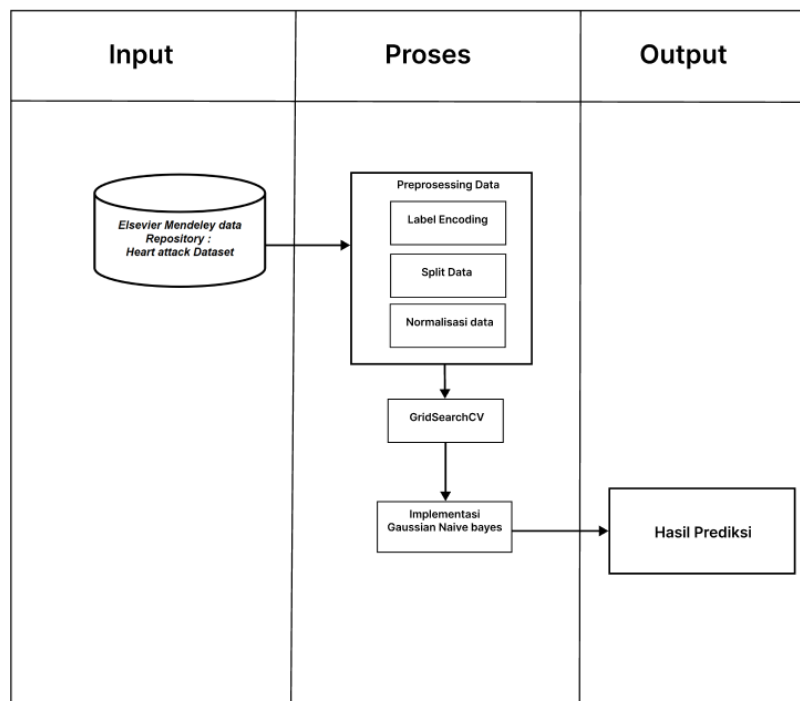 Input
Proses
Output
Elsevier Mendeley data
Repository :
Heart attack Dataset
Preprosessing Data
Label Encoding
Split Data
Normalisasi data
GridSearchCV
Implementasi
Gaussian Naive bayes
Hasil Prediksi